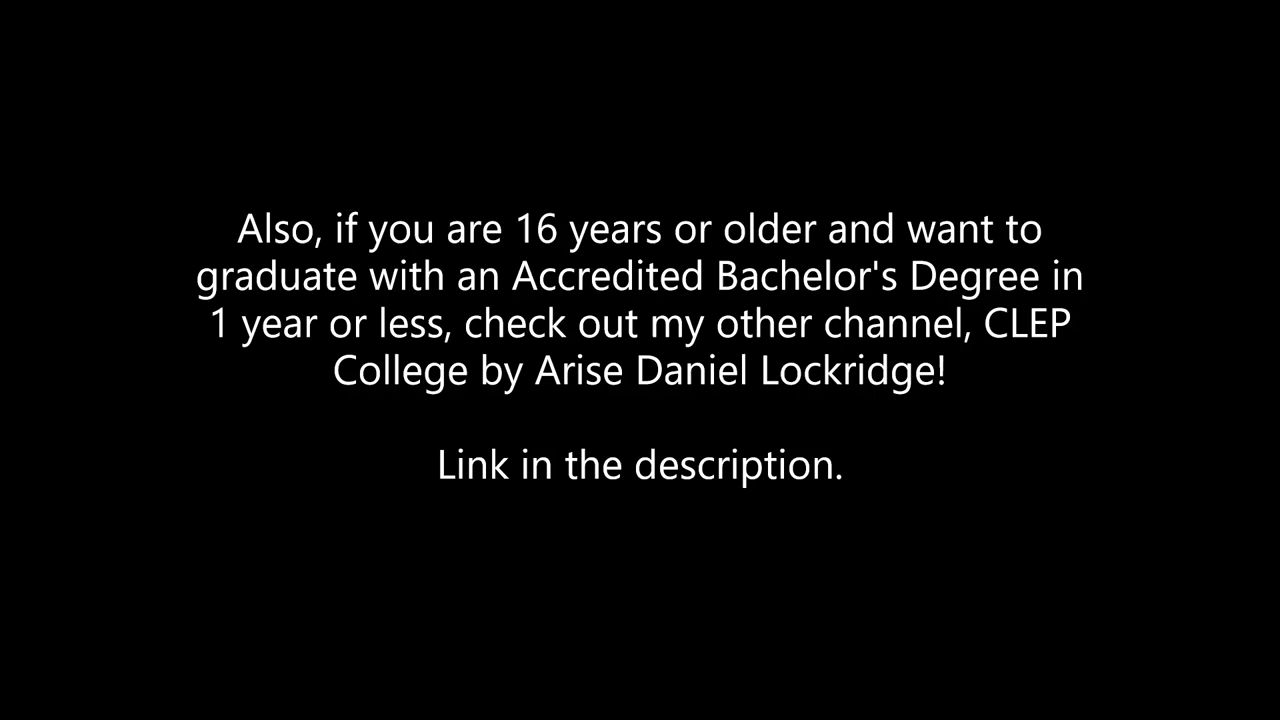 Also, if you are 16 years or older and want to
graduate with an Accredited Bachelor's Degree in
1 year or less, check out my other channel, CLEP
College by Arise Daniel Lockridge!
Link in the description.